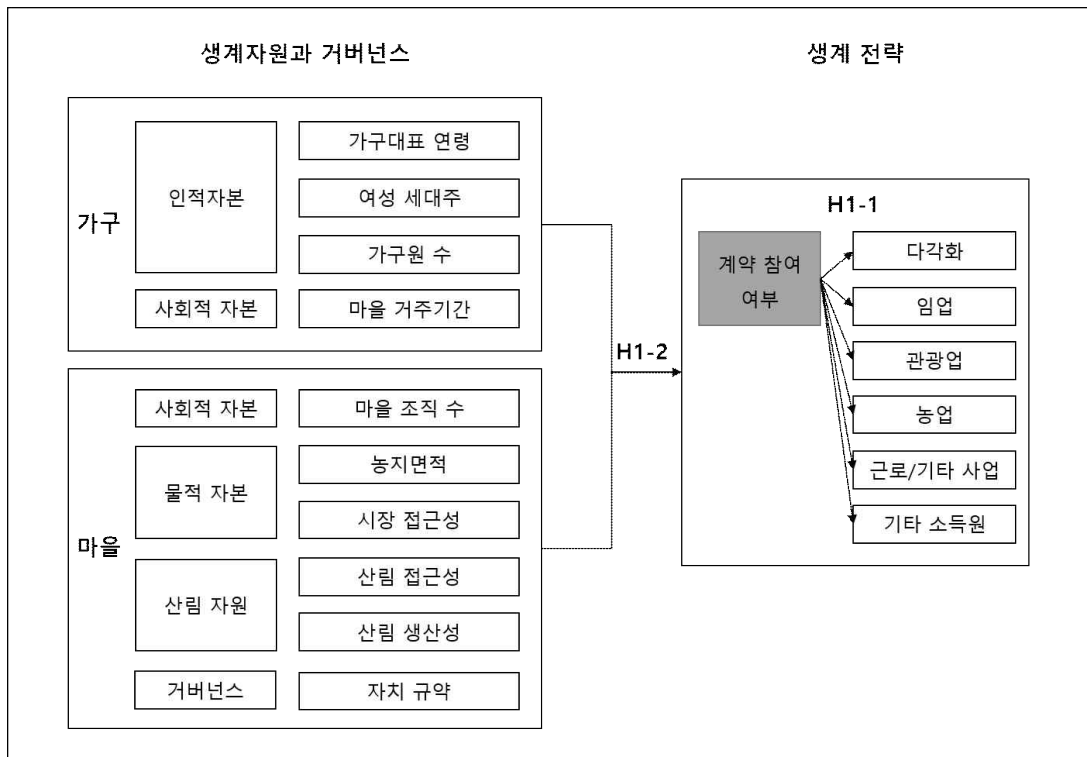 생계자원과 거버넌스
생계 전략
가구
인적자본
가구대표 연령
여성 세대주
가구원 수
사회적 자본
마을 거주기간
마을
사회적 자본
마을 조직 수
물적 자본
농지면적
시장 접근성
산림 자원
산림 접근성
산림 생산성
거버넌스
자치 규약
H1-2
H1-1
계약 참여
여부
다각화
임업
관광업
농업
근로/기타 사업
기타 소득원